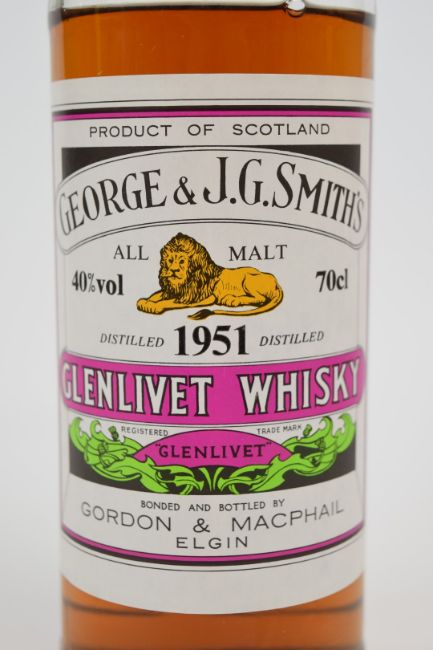 PRODUCT OF SCOTLAND
GEORGE & J.G. SMITH'S
ALL MALT
40%vol 70cl
DISTILLED 1951 DISTILLED
GLENLIVET WHISKY
REGISTERED TRADE MARK
"GLENLIVET"
BONDED AND BOTTLED BY
GORDON & MACPHAIL
ELGIN